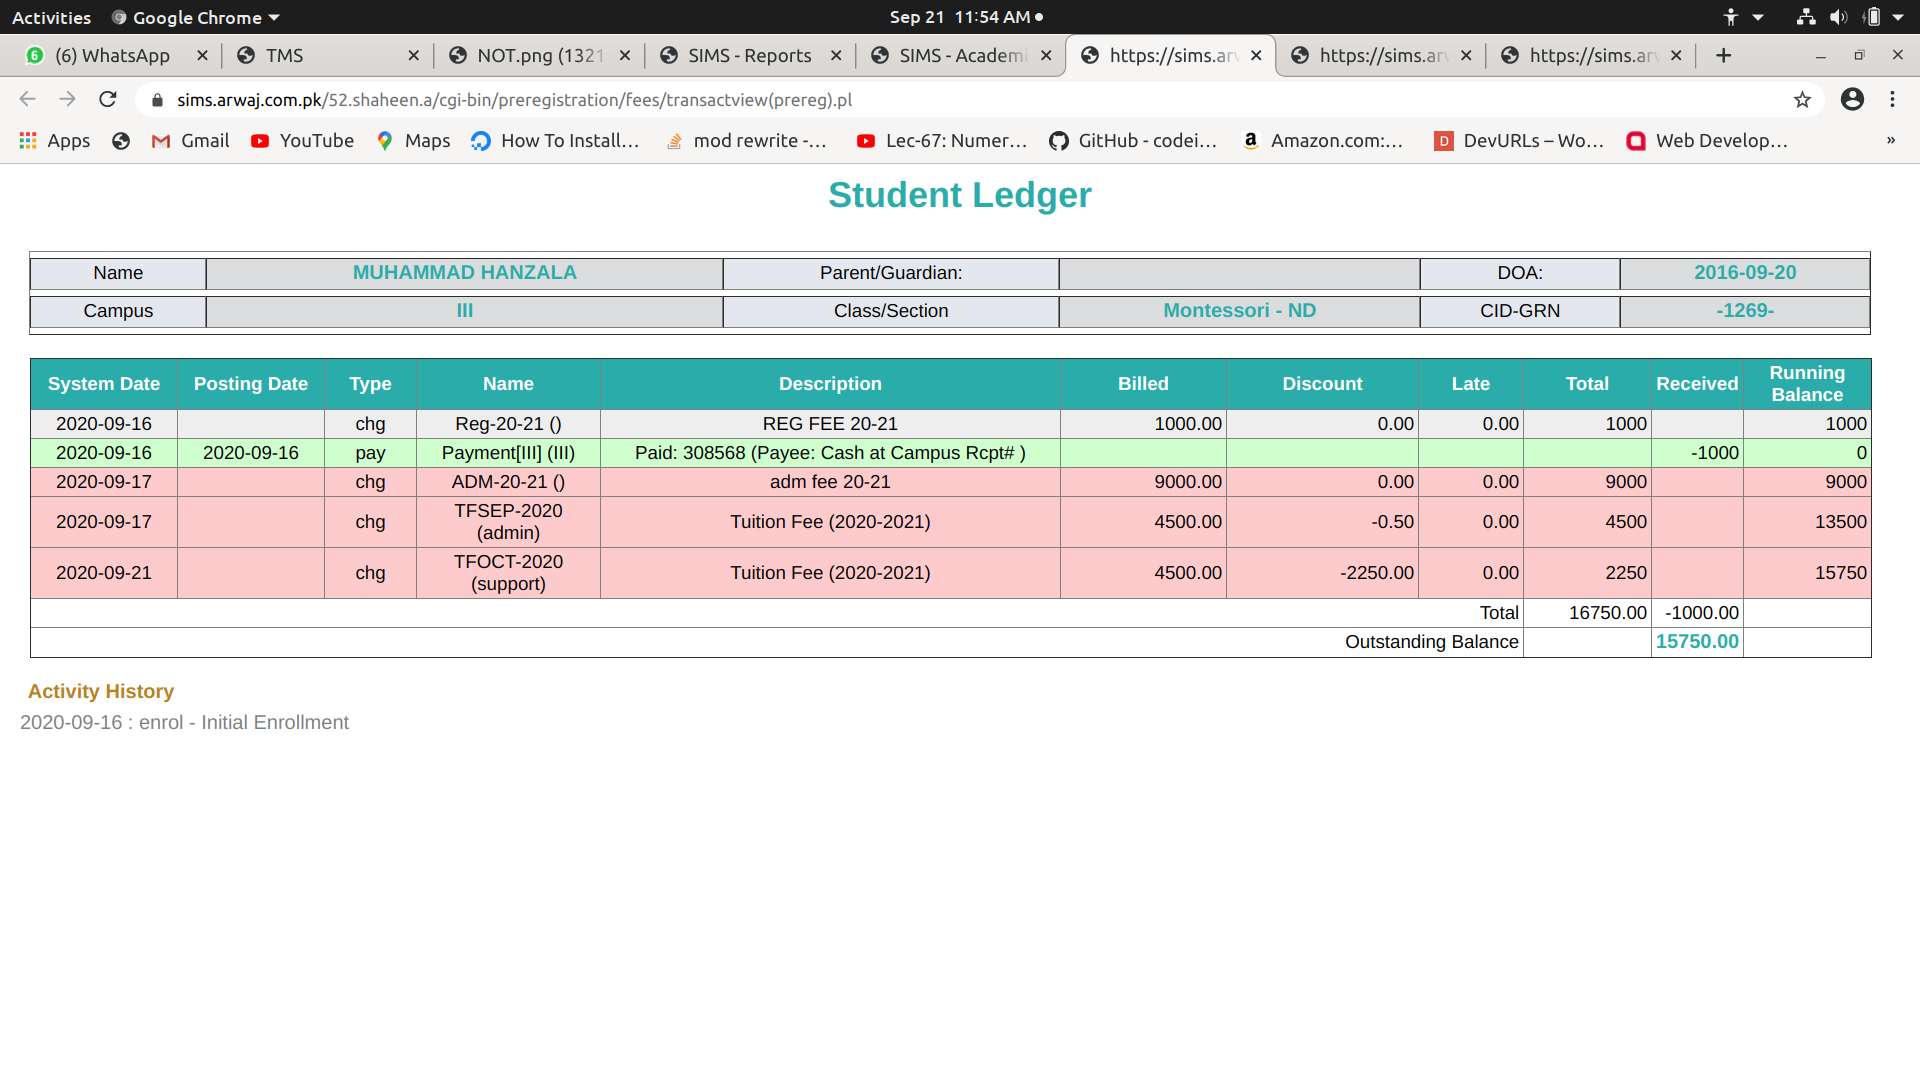 Activities Google Chrome Sep 21 11:54 AM
(6) WhatsApp TMS NOT.png (1321 SIMS - Reports SIMS - Academi https://sims.arw https://sims.arw https://sims.arw
sims.arwaj.com.pk/52.shaheen.a/cgi-bin/preregistration/fees/transactview(prereg).pl
Apps Gmail YouTube Maps How To Install... mod rewrite -... Lec-67: Numer... GitHub - codei... Amazon.com:... DevURLs – Wo... Web Develop... »
Student Ledger
Name MUHAMMAD HANZALA Parent/Guardian: DOA: 2016-09-20
Campus III Class/Section Montessori - ND CID-GRN -1269-
System Date Posting Date Type Name Description Billed Discount Late Total Received Running Balance
2020-09-16 chg Reg-20-21 () REG FEE 20-21 1000.00 0.00 0.00 1000 1000
2020-09-16 2020-09-16 pay Payment[III] (III) Paid: 308568 (Payee: Cash at Campus Rcpt# ) -1000 0
2020-09-17 chg ADM-20-21 () adm fee 20-21 9000.00 0.00 0.00 9000 9000
2020-09-17 chg TFSEP-2020 (admin) Tuition Fee (2020-2021) 4500.00 -0.50 0.00 4500 13500
2020-09-21 chg TFOCT-2020 (support) Tuition Fee (2020-2021) 4500.00 -2250.00 0.00 2250 15750
Total 16750.00 -1000.00
Outstanding Balance 15750.00
Activity History
2020-09-16 : enrol - Initial Enrollment